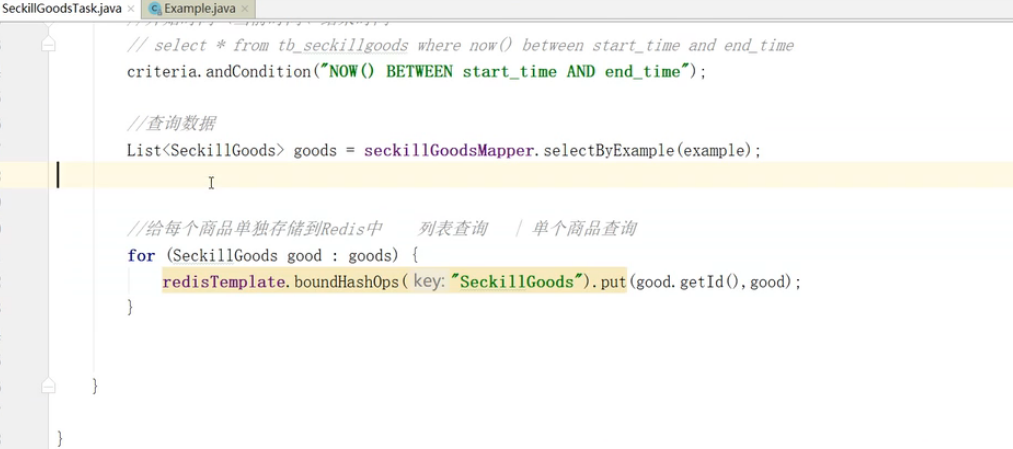 SeckillGoodsTask.java × Example.java ×
// select * from tb_seckillgoods where now() between start_time and end_time
criteria.andCondition("NOW() BETWEEN start_time AND end_time");
//查询数据
List<SeckillGoods> goods = seckillGoodsMapper.selectByExample(example);
//给每个商品单独存储到Redis中 列表查询 | 单个商品查询
for (SeckillGoods good : goods) {
redisTemplate.boundHashOps( key: "SeckillGoods").put(good.getId(),good);
}
}
}